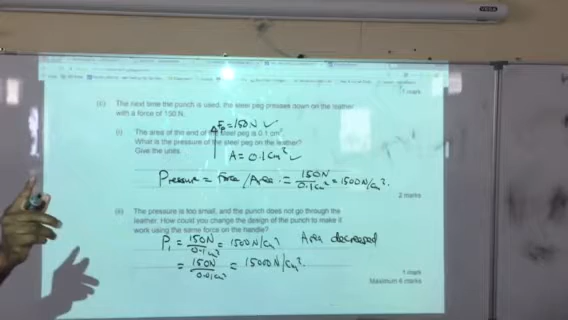 1 mark
The next time the punch is used, the steel peg presses down on the leather
with a force of 150 N.
F = 150N ✓
(i) The area of the end of the steel peg is 0.1 cm².
What is the pressure of the steel peg on the leather?
Give the units.
A = 0.1cm² ✓
Pressure = Force / Area = 150N / 0.1cm² = 1500N/cm².
2 marks
(ii) The pressure is too small, and the punch does not go through the
leather. How could you change the design of the punch to make it
work using the same force on the handle?
P₁ = 150N / 0.1cm² = 1500N/cm² Area decreased
= 150N / 0.01cm² = 15000N/cm².
1 mark
Maximum 6 marks